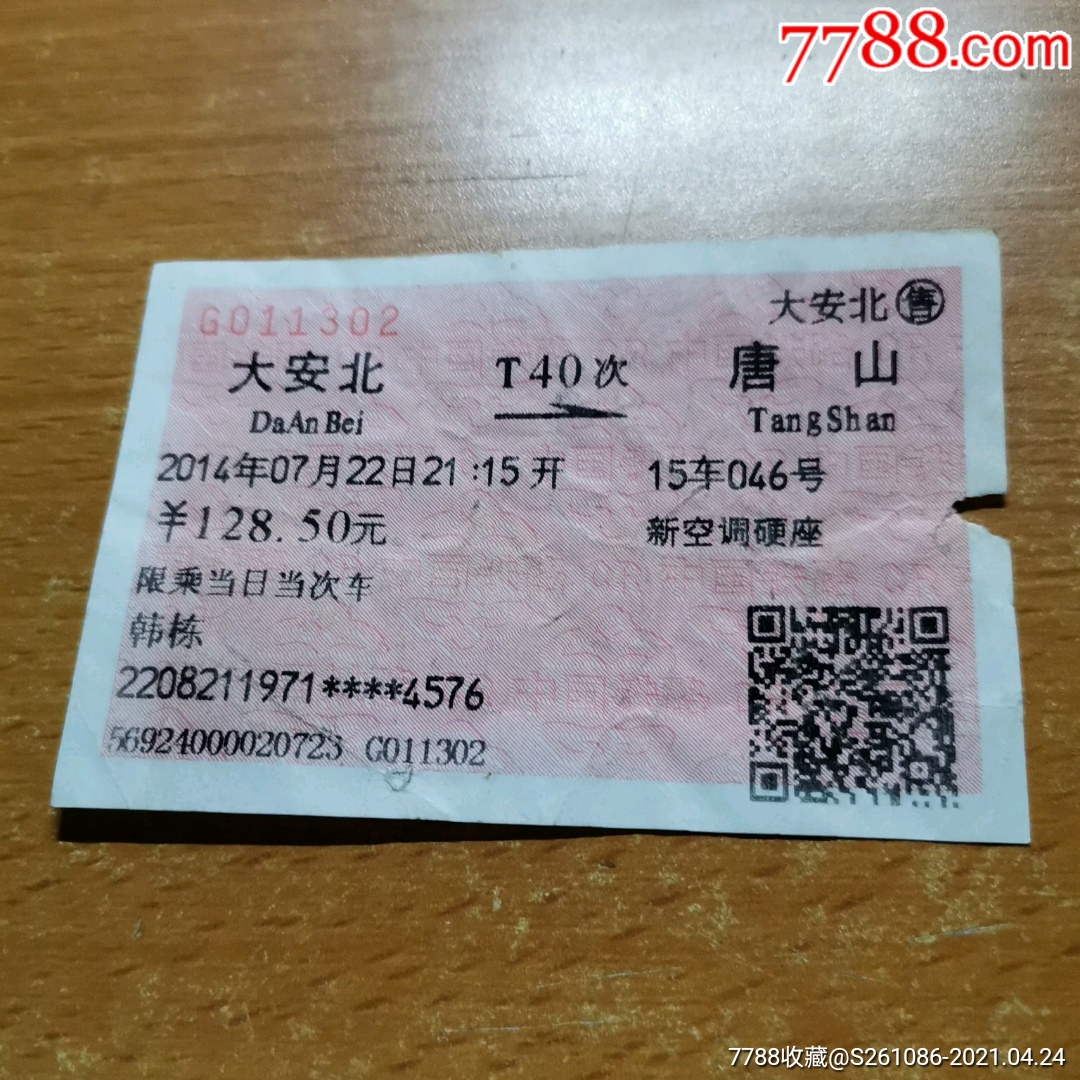 7788.com
G011302
大安北售
大安北 T40次 唐山
DaAnBei TangShan
2014年07月22日21:15开 15车046号
¥128.50元 新空调硬座
限乘当日当次车
韩栋
2208211971****4576
56924000020723 G011302
7788收藏@S261086-2021.04.24